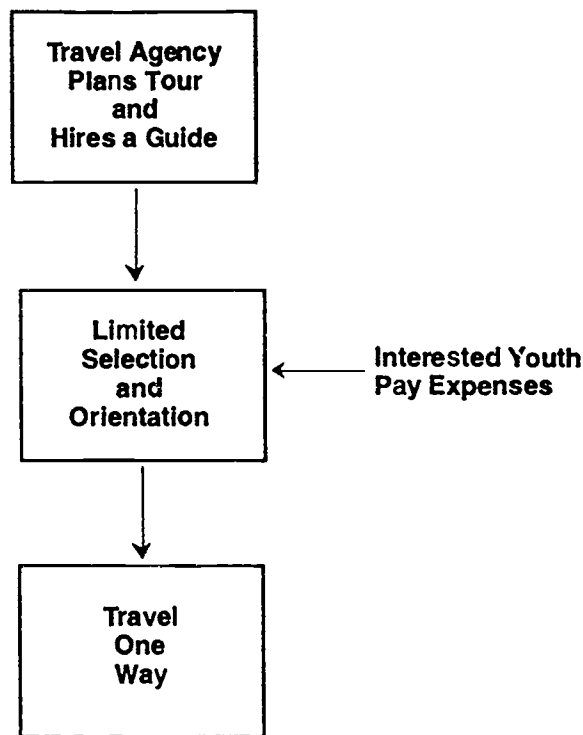 Travel Agency
Plans Tour
and
Hires a Guide
Limited
Selection
and
Orientation
Interested Youth
Pay Expenses
Travel
One
Way